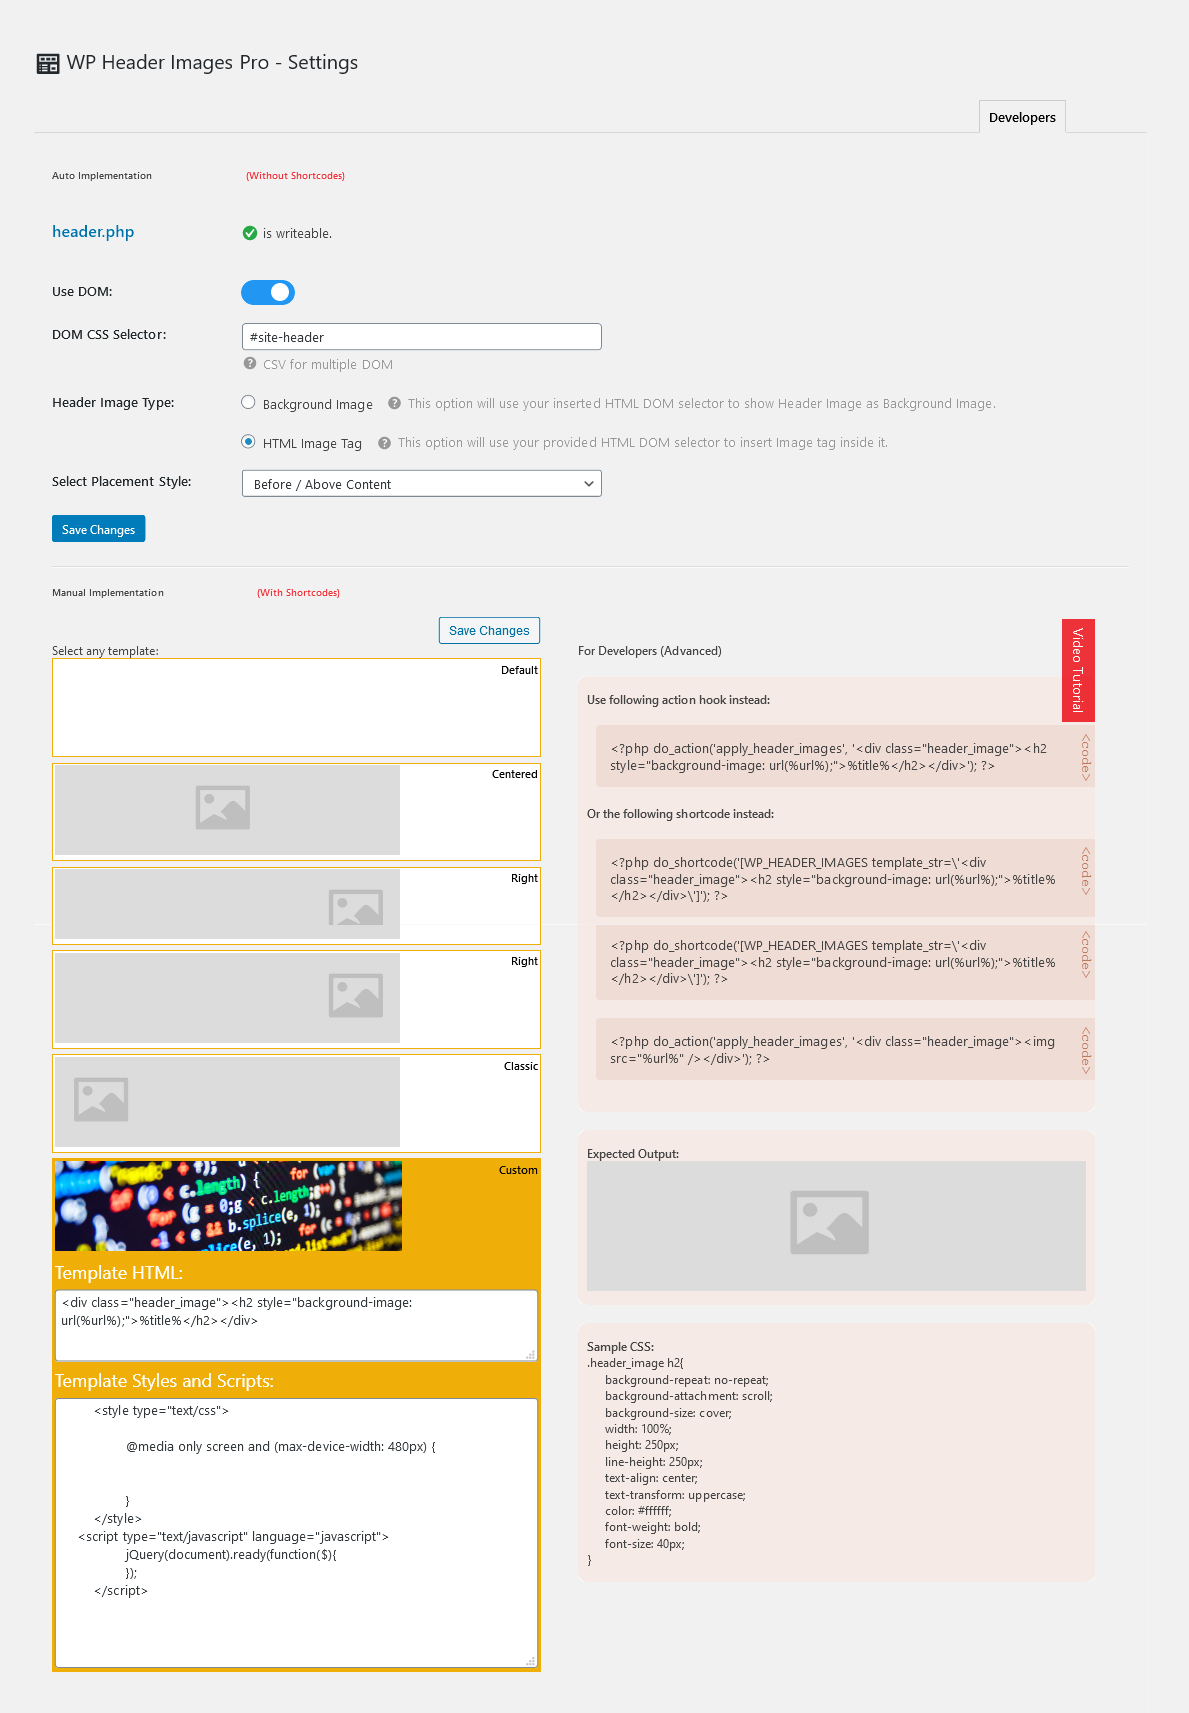 WP Header Images Pro - Settings
Developers
Auto Implementation (Without Shortcodes)
header.php is writeable.
Use DOM:
DOM CSS Selector: #site-header
CSV for multiple DOM
Header Image Type: Background Image This option will use your inserted HTML DOM selector to show Header Image as Background Image.
HTML Image Tag This option will use your provided HTML DOM selector to insert Image tag inside it.
Select Placement Style: Before / Above Content
Save Changes
Manual Implementation (With Shortcodes)
Save Changes
Select any template:
Default
Centered
Right
Right
Classic
Custom
c.length) { for (var
for (g = 0;g < c.length;g++) {
< e && b.splice(e, 1);
Template HTML:
<div class="header_image"><h2 style="background-image:
url(%url%);">%title%</h2></div>
Template Styles and Scripts:
<style type="text/css">
@media only screen and (max-device-width: 480px) {
}
</style>
<script type="text/javascript" language="javascript">
jQuery(document).ready(function($){
});
</script>
For Developers (Advanced)
Video Tutorial
Use following action hook instead:
<?php do_action('apply_header_images', '<div class="header_image"><h2
style="background-image: url(%url%);">%title%</h2></div>'); ?>
<code>
Or the following shortcode instead:
<?php do_shortcode('[WP_HEADER_IMAGES template_str=\'<div
class="header_image"><h2 style="background-image: url(%url%);">%title%
</h2></div>\']'); ?>
<code>
<?php do_shortcode('[WP_HEADER_IMAGES template_str=\'<div
class="header_image"><h2 style="background-image: url(%url%);">%title%
</h2></div>\']'); ?>
<code>
<?php do_action('apply_header_images', '<div class="header_image"><img
src="%url%" /></div>'); ?>
<code>
Expected Output:
Sample CSS:
.header_image h2{
background-repeat: no-repeat;
background-attachment: scroll;
background-size: cover;
width: 100%;
height: 250px;
line-height: 250px;
text-align: center;
text-transform: uppercase;
color: #ffffff;
font-weight: bold;
font-size: 40px;
}